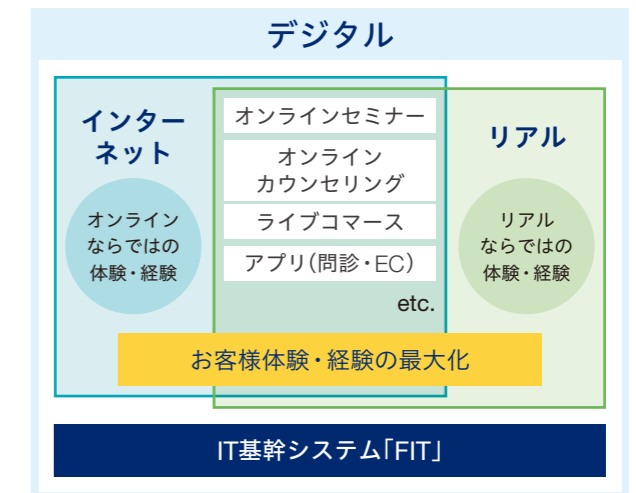 デジタル
インター
ネット
オンライン
ならではの
体験・経験
オンラインセミナー
オンライン
カウンセリング
ライブコマース
アプリ(問診・EC)
etc.
リアル
リアル
ならではの
体験・経験
お客様体験・経験の最大化
IT基幹システム「FIT」